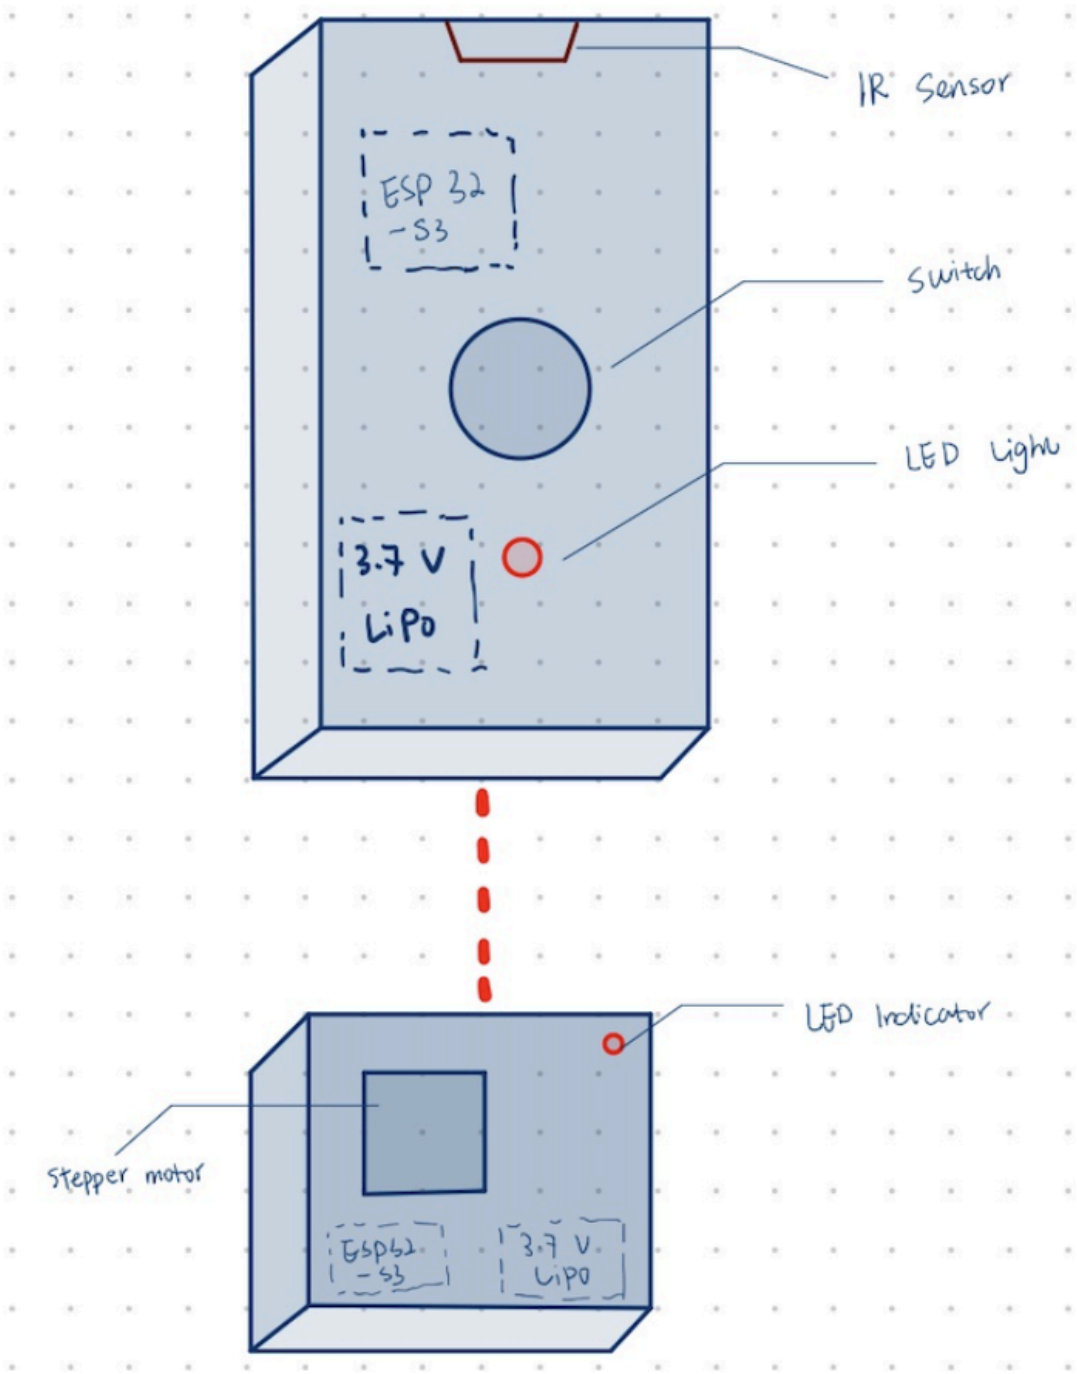 IR Sensor
ESP 32
-S3
Switch
LED Light
3.7 V
LiPo
LED Indicator
Stepper motor
Esp32
-S3
3.7 V
LiPo